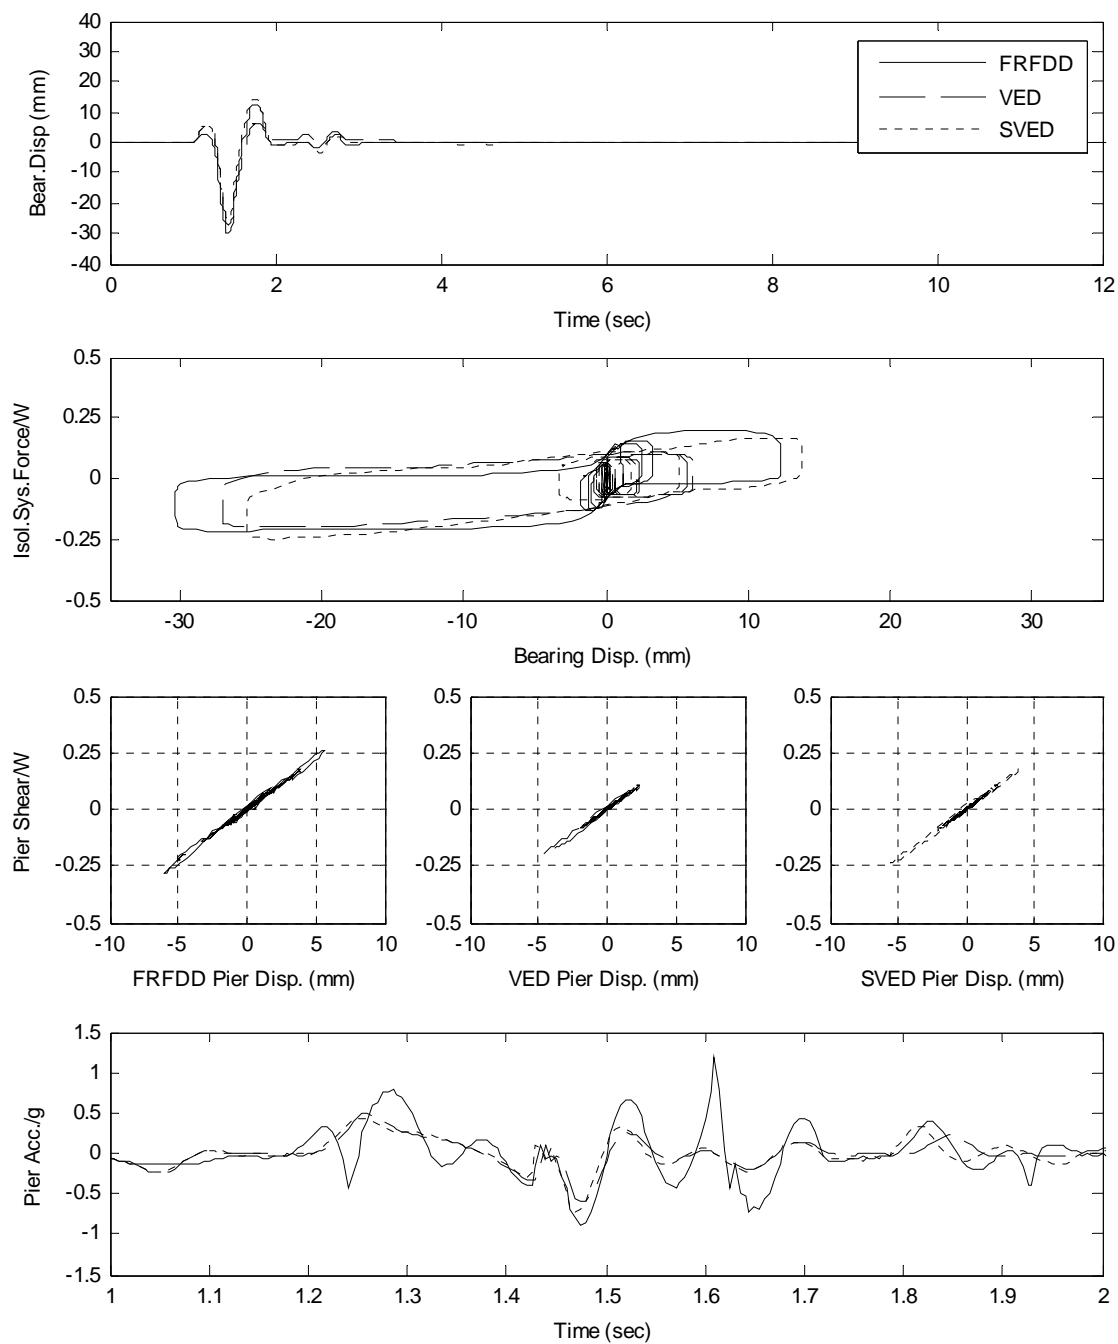 40
30
20
10
0
-10
-20
-30
-40
Bear.Disp (mm)
FRFDD
VED
SVED
0 2 4 6 8 10 12
Time (sec)
0.5
0.25
0
-0.25
-0.5
Isol.Sys.Force/W
-30 -20 -10 0 10 20 30
Bearing Disp. (mm)
0.5
0.25
0
-0.25
-0.5
Pier Shear/W
-10 -5 0 5 10
FRFDD Pier Disp. (mm)
0.5
0.25
0
-0.25
-0.5
-10 -5 0 5 10
VED Pier Disp. (mm)
0.5
0.25
0
-0.25
-0.5
-10 -5 0 5 10
SVED Pier Disp. (mm)
1.5
1
0.5
0
-0.5
-1
-1.5
Pier Acc./g
1 1.1 1.2 1.3 1.4 1.5 1.6 1.7 1.8 1.9 2
Time (sec)